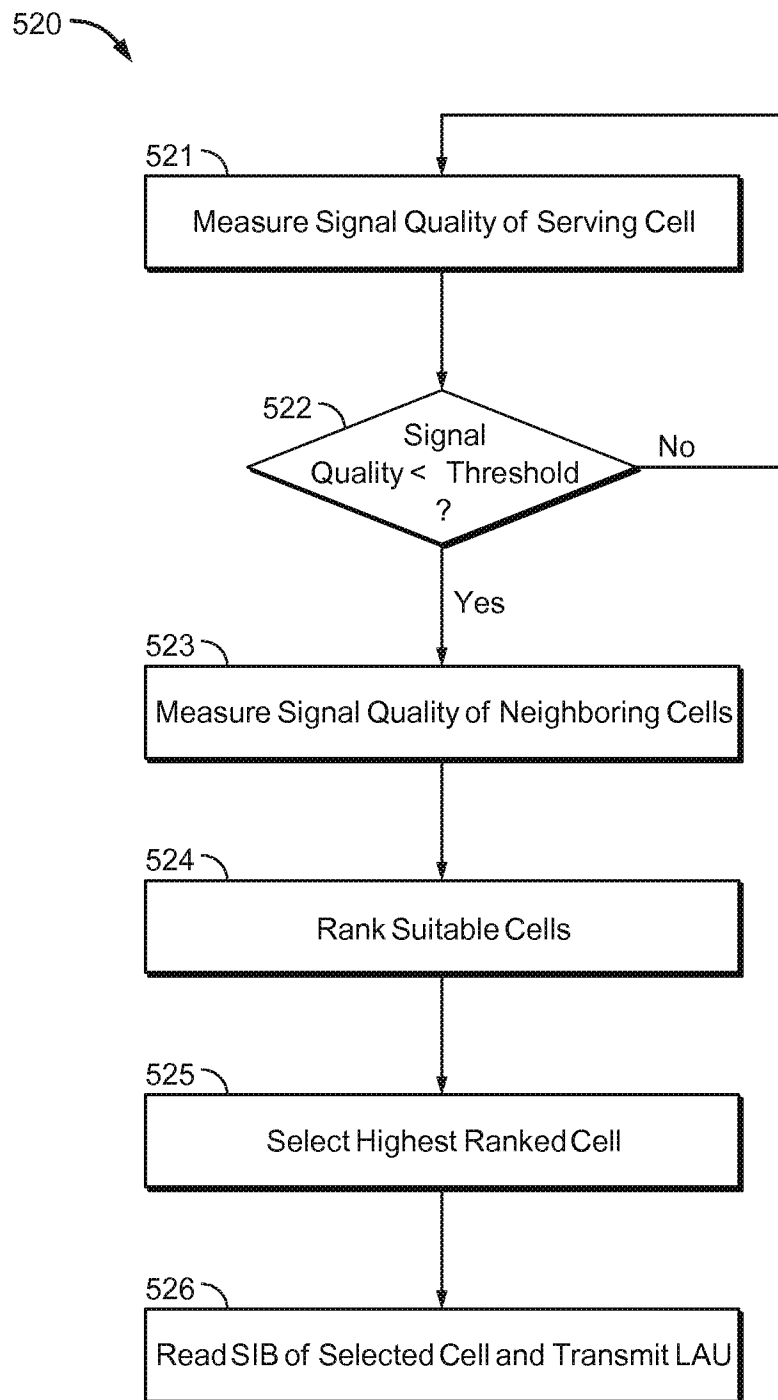 520
521
Measure Signal Quality of Serving Cell
522
Signal
Quality < Threshold
?
No
Yes
523
Measure Signal Quality of Neighboring Cells
524
Rank Suitable Cells
525
Select Highest Ranked Cell
526
Read SIB of Selected Cell and Transmit LAU